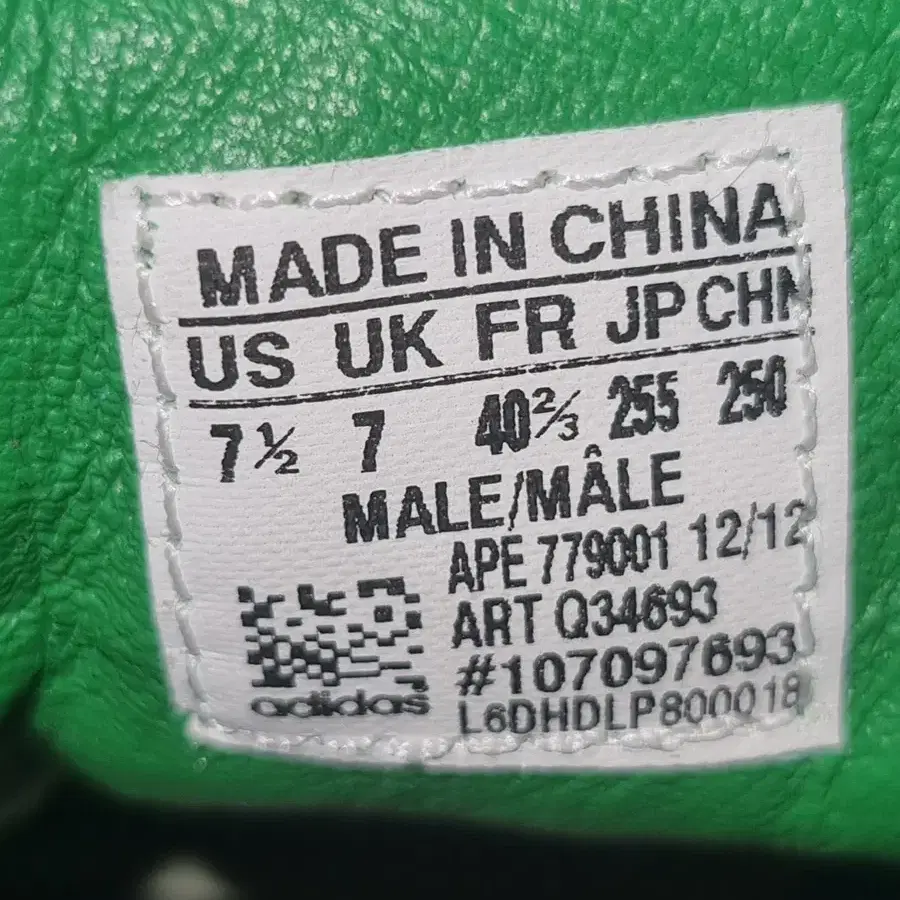 MADE IN CHINA
US UK FR JP CHN
7½ 7 40⅔ 255 250
MALE/MÂLE
APE 779001 12/12
ART Q34693
#107097693
adidas L6DHDLP800018